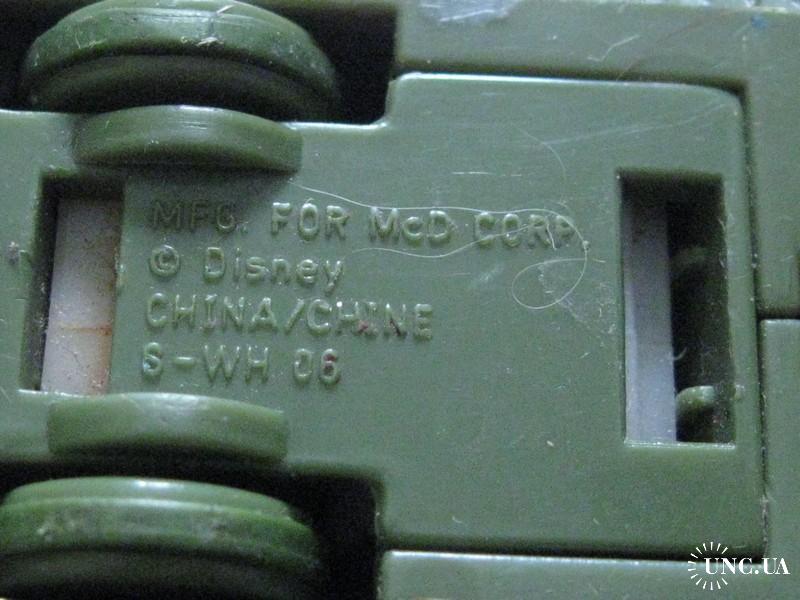 MFG. FOR McD CORP.
© Disney
CHINA/CHINE
S-WH 06
UNC.UA